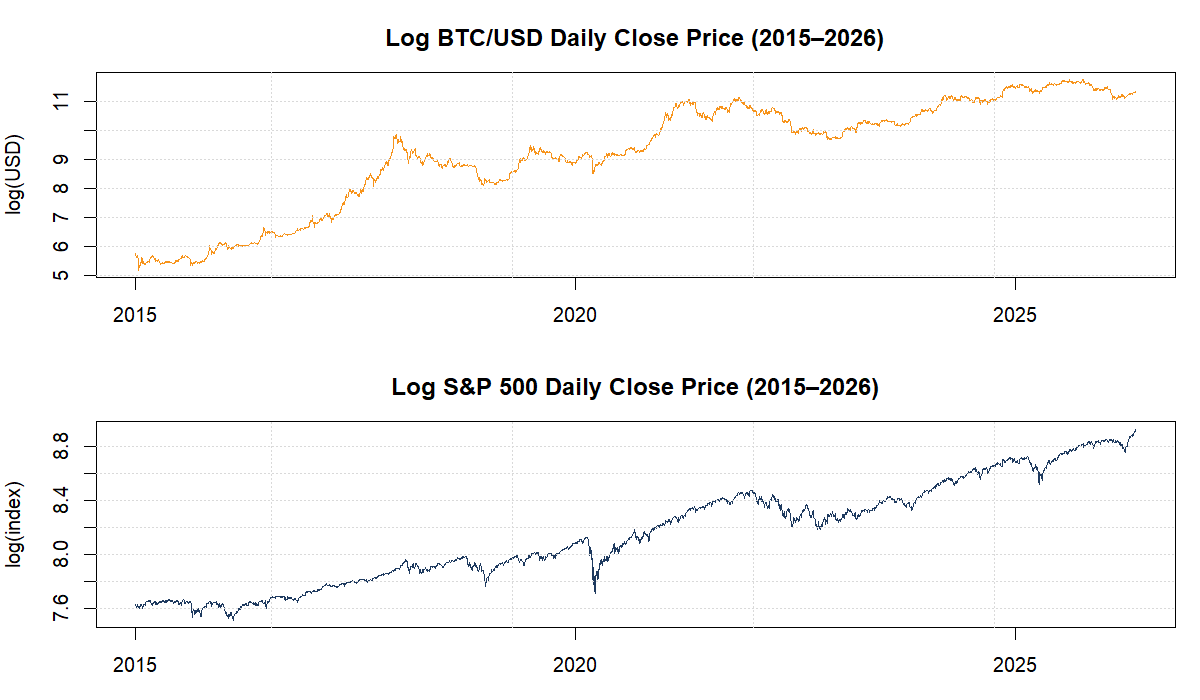 Log BTC/USD Daily Close Price (2015–2026)
log(USD)
11
9
8
7
6
5
2015 2020 2025
Log S&P 500 Daily Close Price (2015–2026)
log(index)
8.8
8.4
8.0
7.6
2015 2020 2025